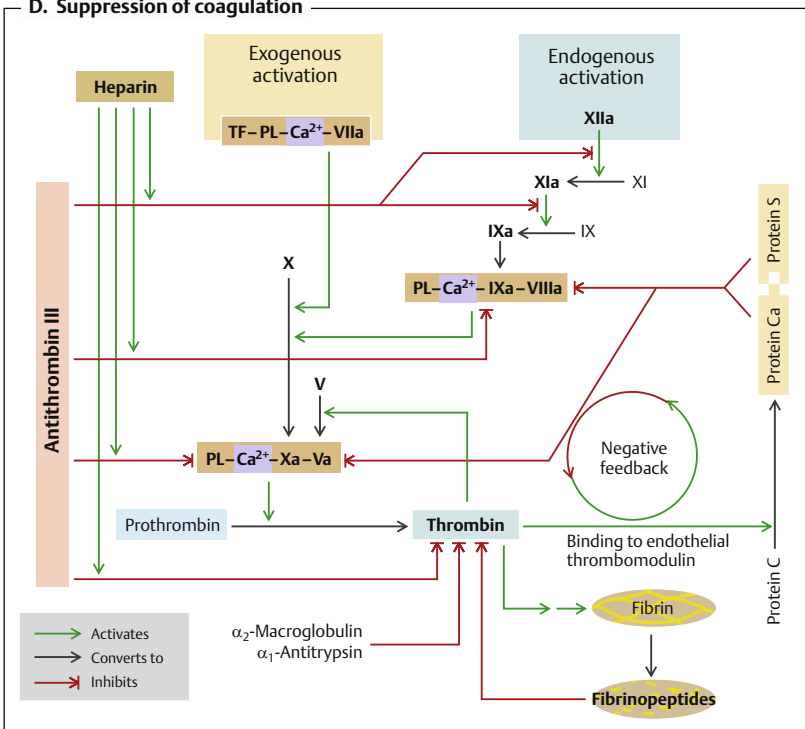 D. Suppression of coagulation
Exogenous
activation
Endogenous
activation
Heparin
XIIa
TF–PL–Ca²⁺–VIIa
XIa
XI
Antithrombin III
IXa
IX
Protein S
X
PL–Ca²⁺–IXa–VIIIa
Protein Ca
V
Negative
feedback
PL–Ca²⁺–Xa–Va
Prothrombin
Thrombin
Binding to endothelial
thrombomodulin
Protein C
Fibrin
Activates
Converts to
Inhibits
α₂-Macroglobulin
α₁-Antitrypsin
Fibrinopeptides